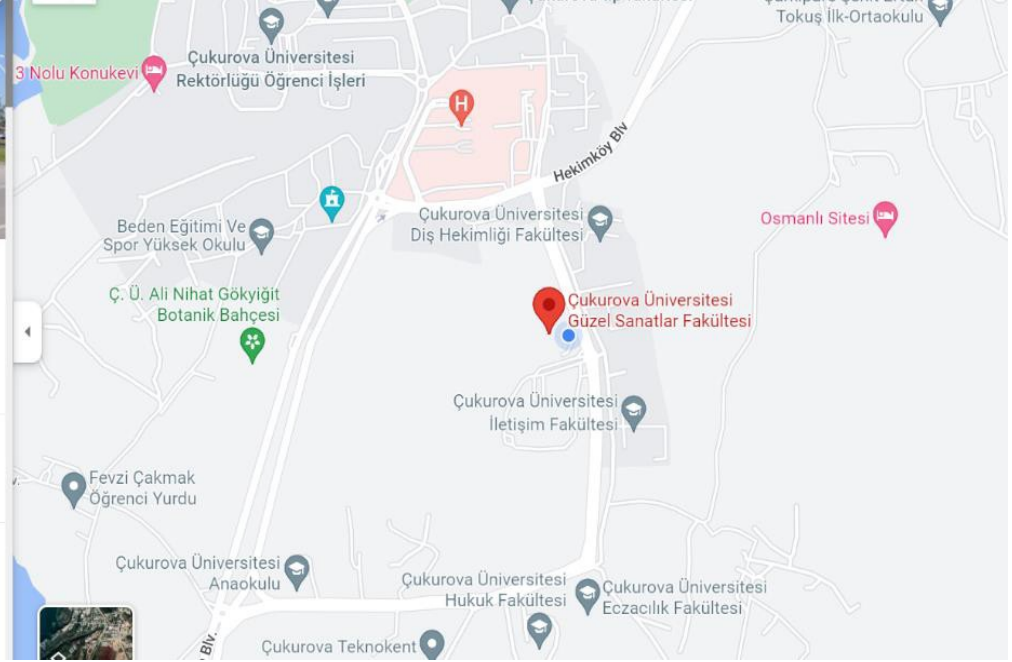 Tokuş İlk-Ortaokulu
Çukurova Üniversitesi
Rektörlüğü Öğrenci İşleri
3 Nolu Konukevi
H
Hekimköy Blv
Çukurova Üniversitesi
Diş Hekimliği Fakültesi
Osmanlı Sitesi
Beden Eğitimi Ve
Spor Yüksek Okulu
Ç. Ü. Ali Nihat Gökyiğit
Botanik Bahçesi
Çukurova Üniversitesi
Güzel Sanatlar Fakültesi
Çukurova Üniversitesi
İletişim Fakültesi
Fevzi Çakmak
Öğrenci Yurdu
Çukurova Üniversitesi
Anaokulu
Çukurova Üniversitesi
Hukuk Fakültesi
Çukurova Üniversitesi
Eczacılık Fakültesi
Blv.
Çukurova Teknokent